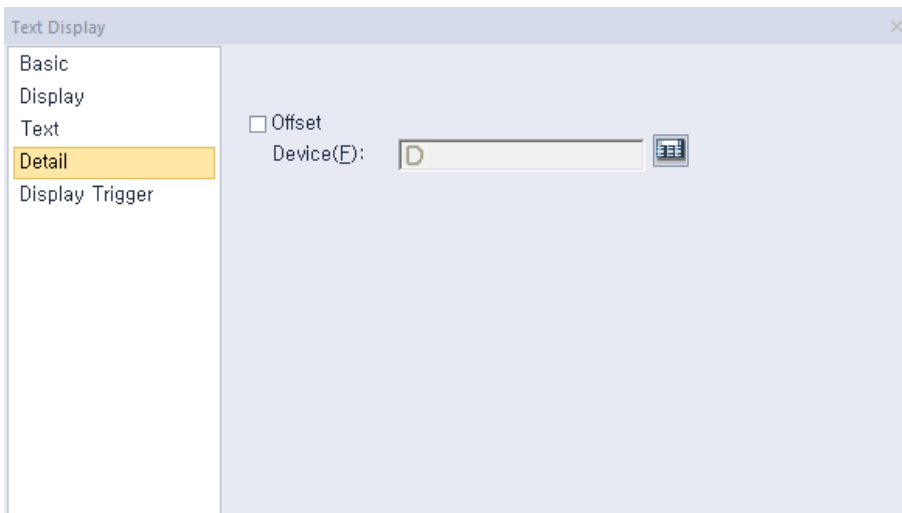 Text Display
Basic
Display
Text
Detail
Display Trigger
Offset
Device(F):
D